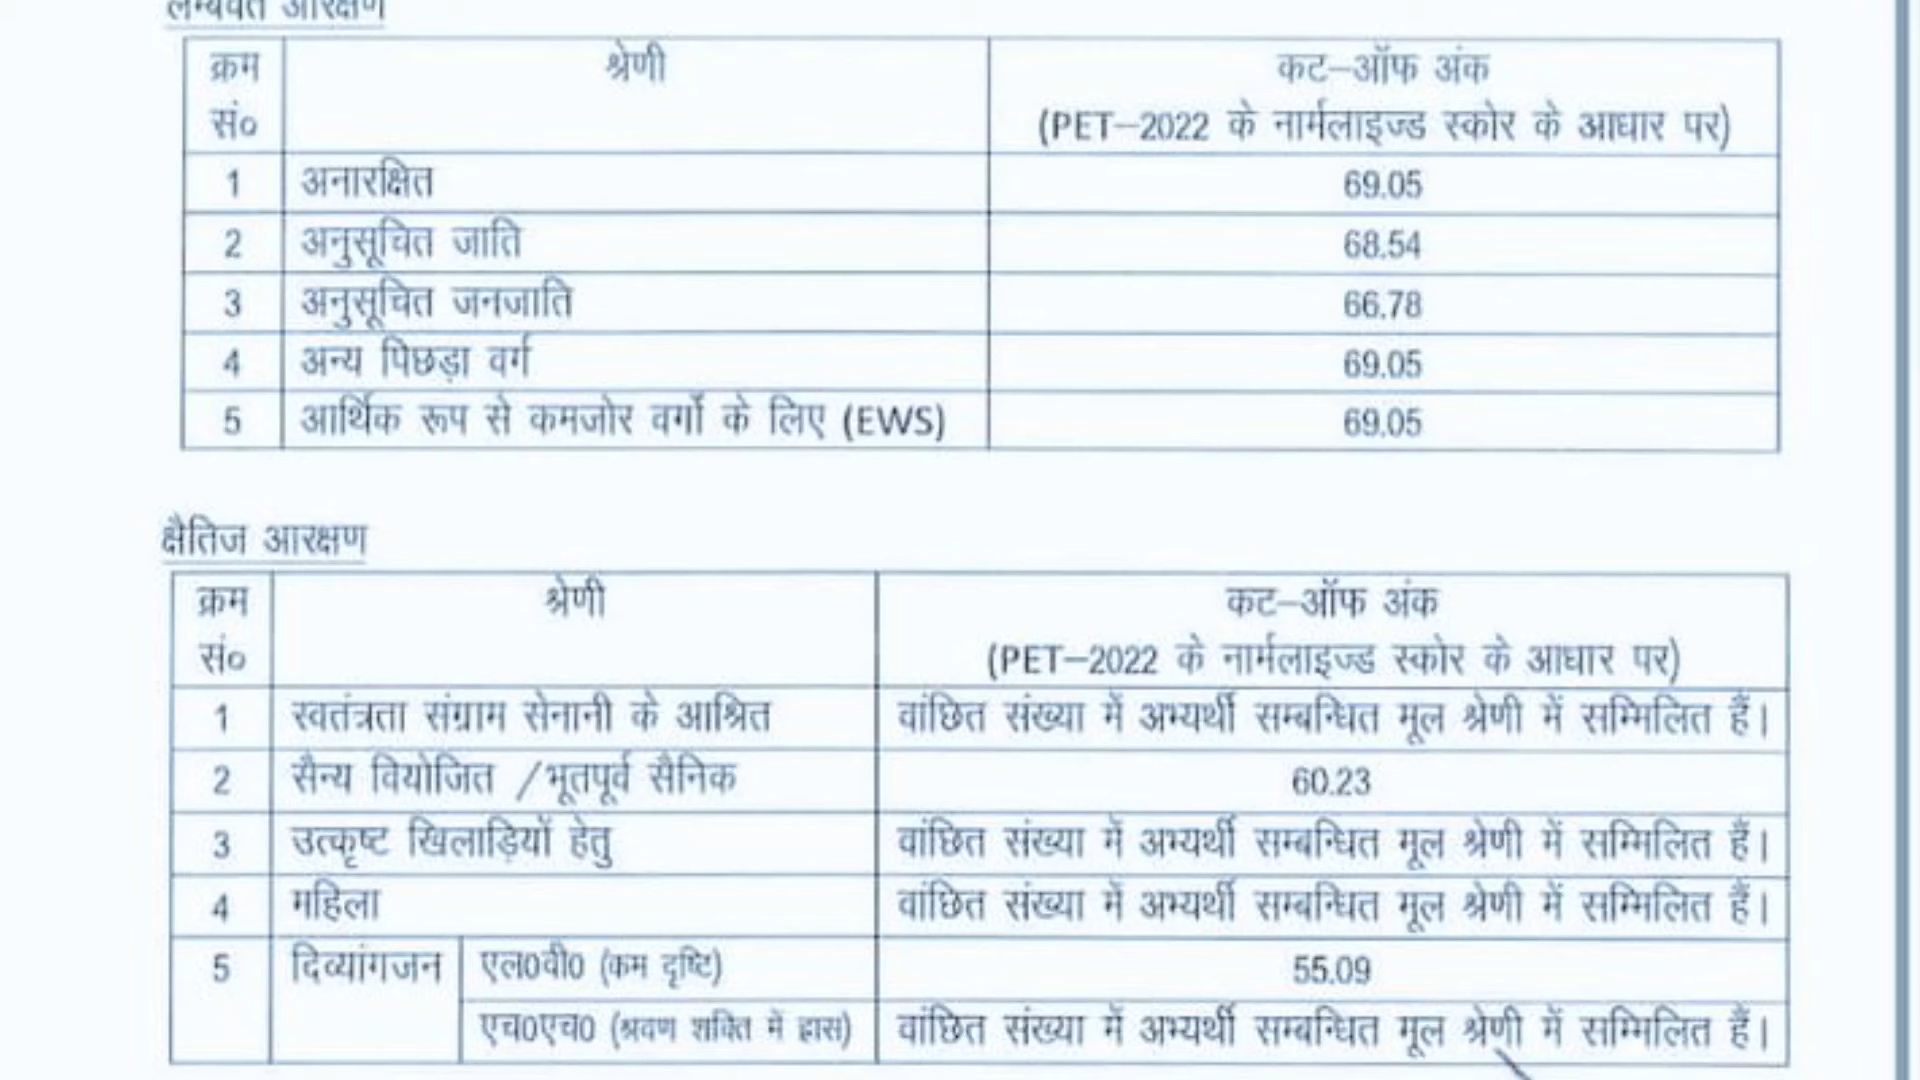 लम्बवत आरक्षण
क्रम सं० श्रेणी कट–ऑफ अंक
(PET–2022 के नार्मलाइज्ड स्कोर के आधार पर)
1 अनारक्षित 69.05
2 अनुसूचित जाति 68.54
3 अनुसूचित जनजाति 66.78
4 अन्य पिछड़ा वर्ग 69.05
5 आर्थिक रूप से कमजोर वर्गो के लिए (EWS) 69.05
क्षैतिज आरक्षण
क्रम सं० श्रेणी कट–ऑफ अंक
(PET–2022 के नार्मलाइज्ड स्कोर के आधार पर)
1 स्वतंत्रता संग्राम सेनानी के आश्रित वांछित संख्या में अभ्यर्थी सम्बन्धित मूल श्रेणी में सम्मिलित हैं।
2 सैन्य वियोजित /भूतपूर्व सैनिक 60.23
3 उत्कृष्ट खिलाड़ियों हेतु वांछित संख्या में अभ्यर्थी सम्बन्धित मूल श्रेणी में सम्मिलित हैं।
4 महिला वांछित संख्या में अभ्यर्थी सम्बन्धित मूल श्रेणी में सम्मिलित हैं।
5 दिव्यांगजन एल0वी0 (कम दृष्टि) 55.09
एच0एच0 (श्रवण शक्ति में ह्रास) वांछित संख्या में अभ्यर्थी सम्बन्धित मूल श्रेणी में सम्मिलित हैं।